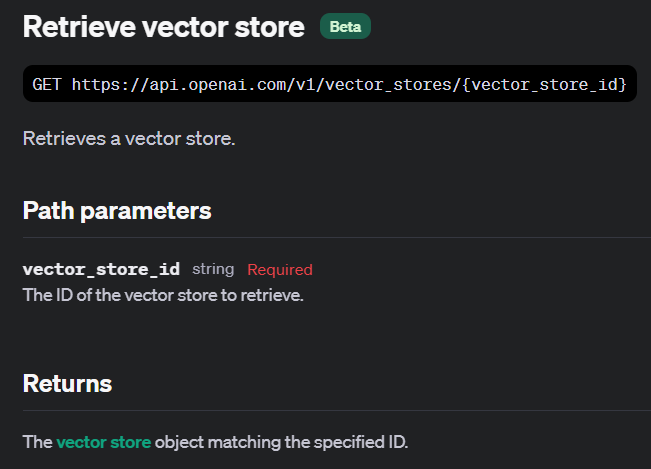 Retrieve vector store Beta
GET https://api.openai.com/v1/vector_stores/{vector_store_id}
Retrieves a vector store.
Path parameters
vector_store_id string Required
The ID of the vector store to retrieve.
Returns
The vector store object matching the specified ID.